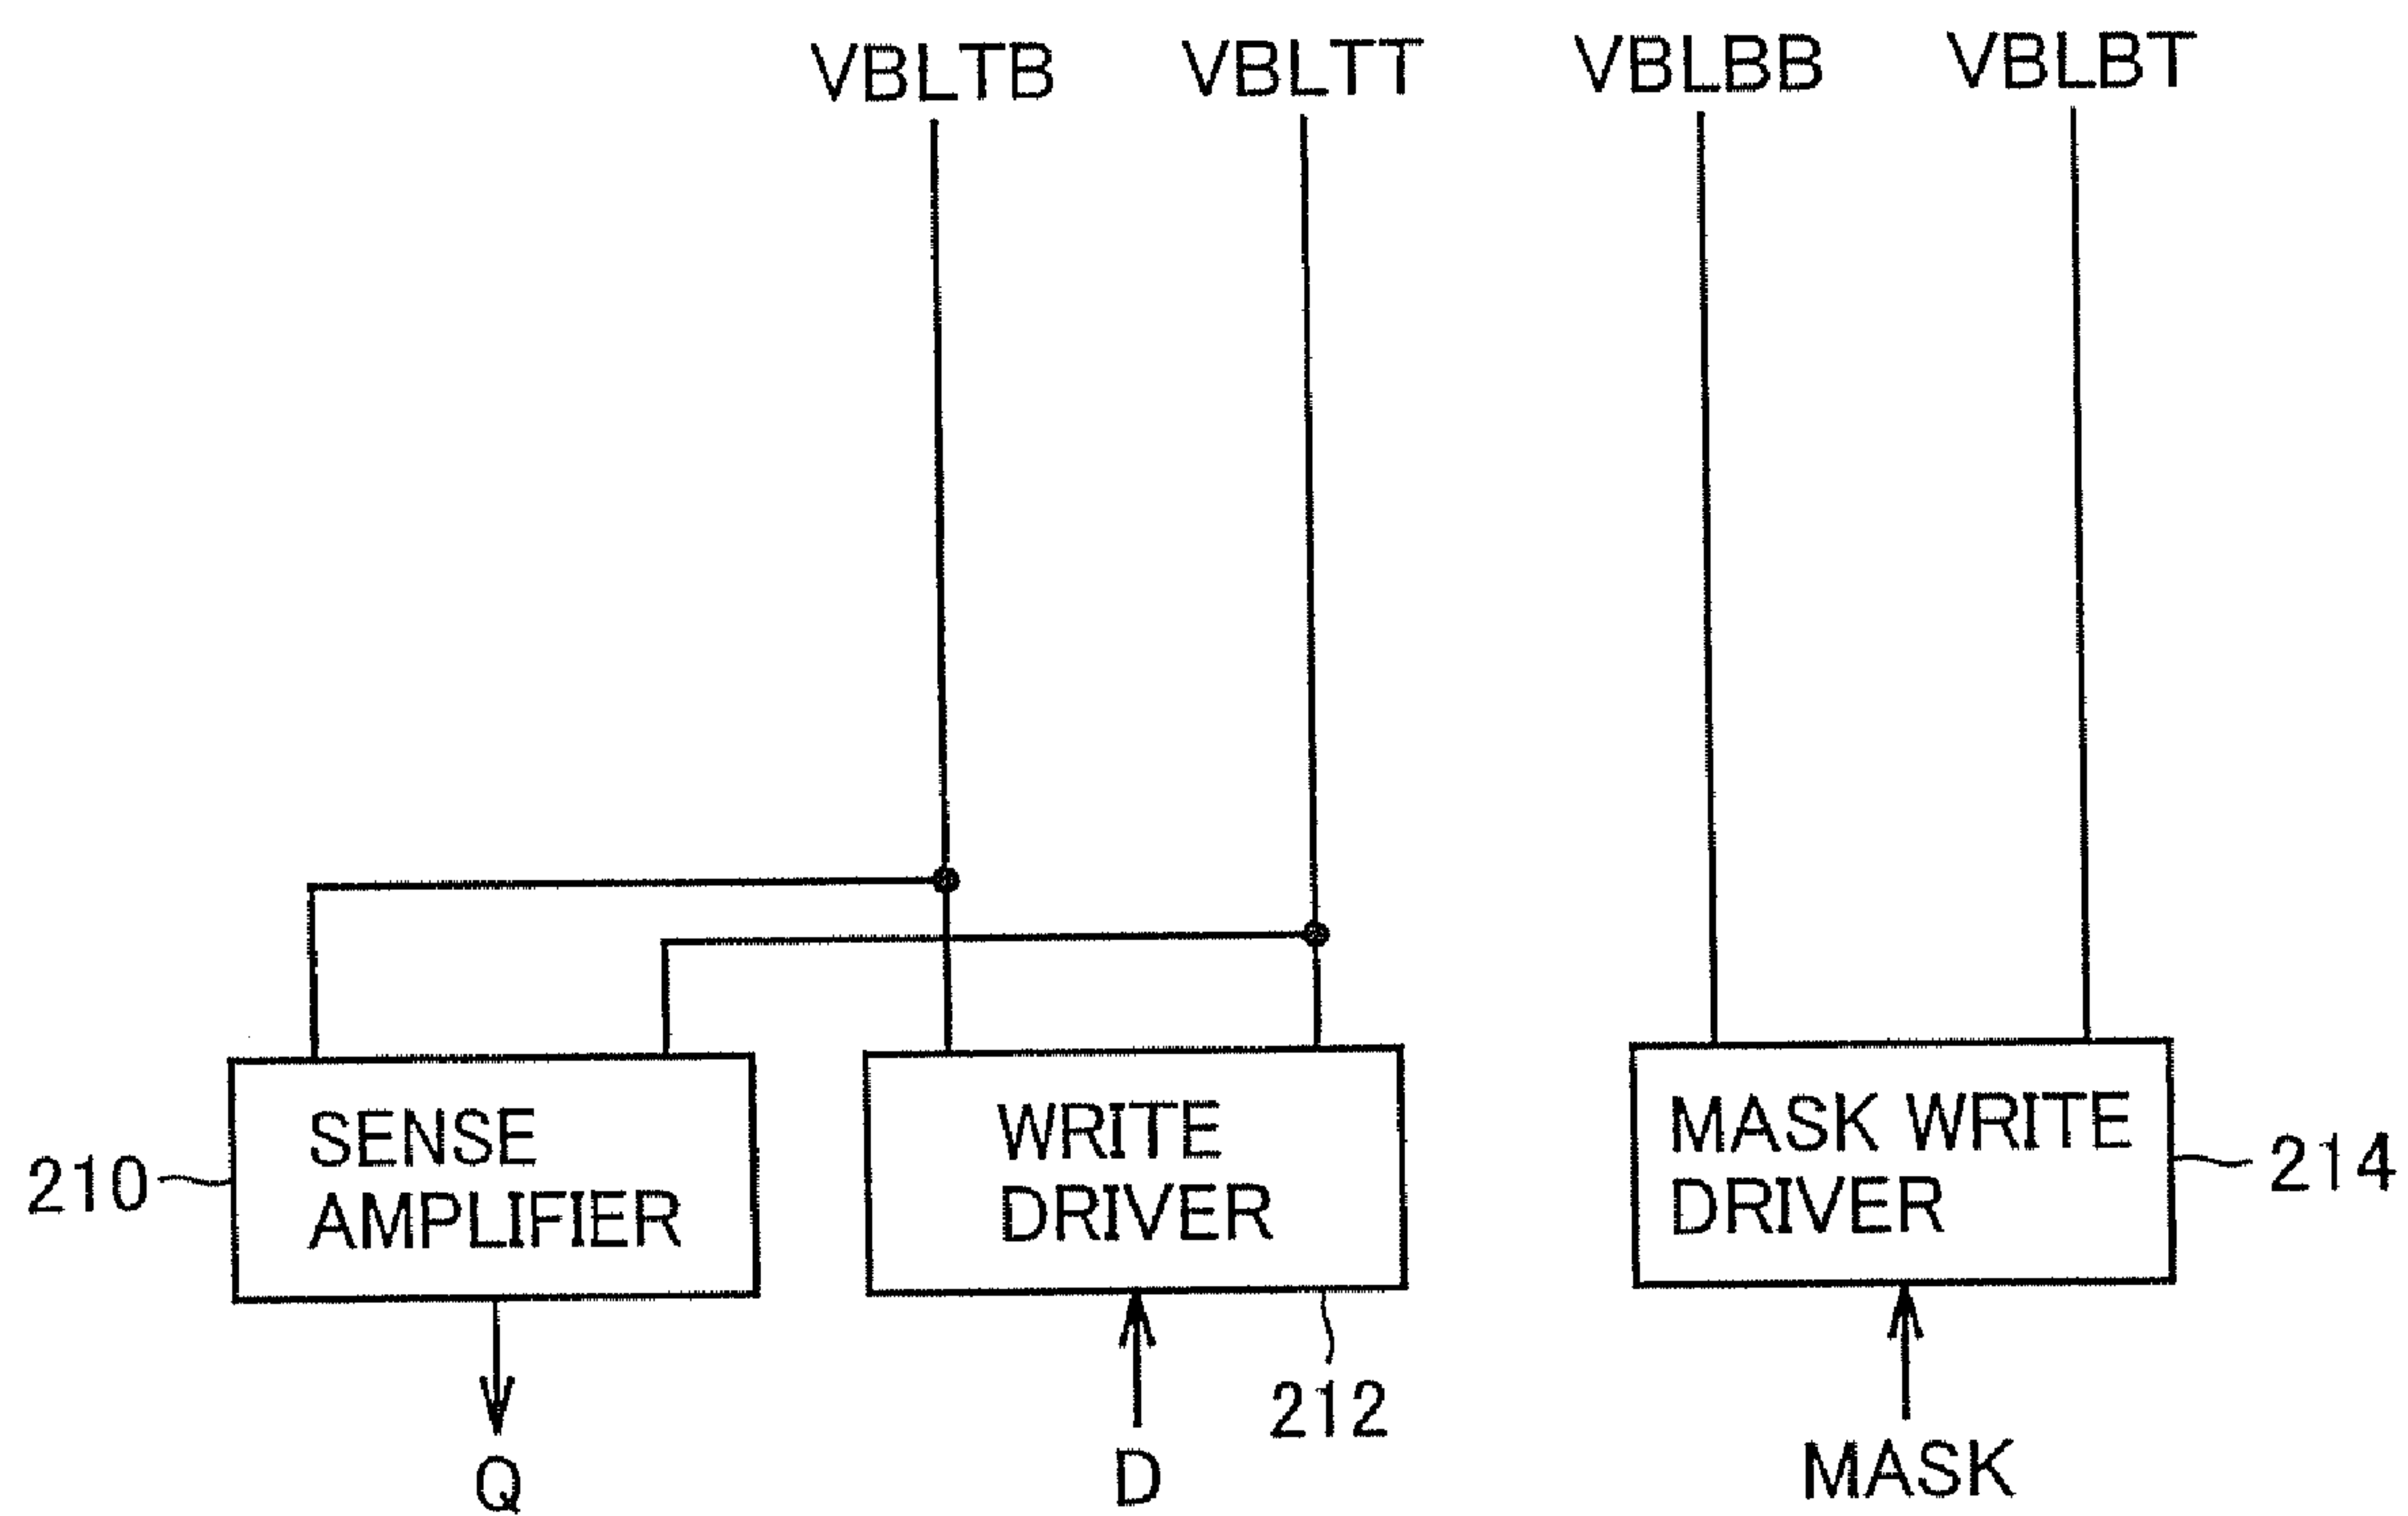 VBLTB
VBLTT
VBLBB
VBLBT
SENSE
AMPLIFIER
WRITE
DRIVER
MASK WRITE
DRIVER
210
212
214
Q
D
MASK